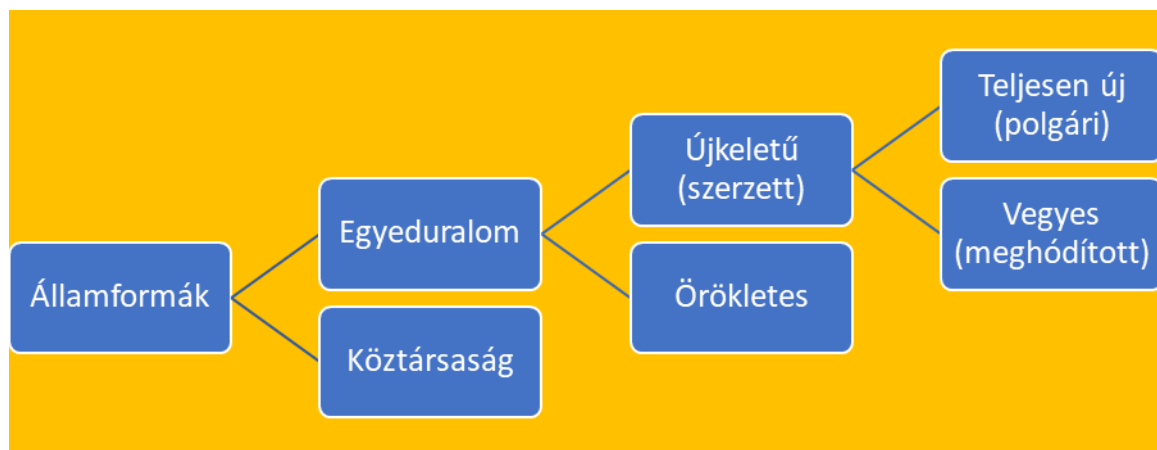 Államformák
Egyeduralom
Köztársaság
Újkeletű
(szerzett)
Örökletes
Teljesen új
(polgári)
Vegyes
(meghódított)